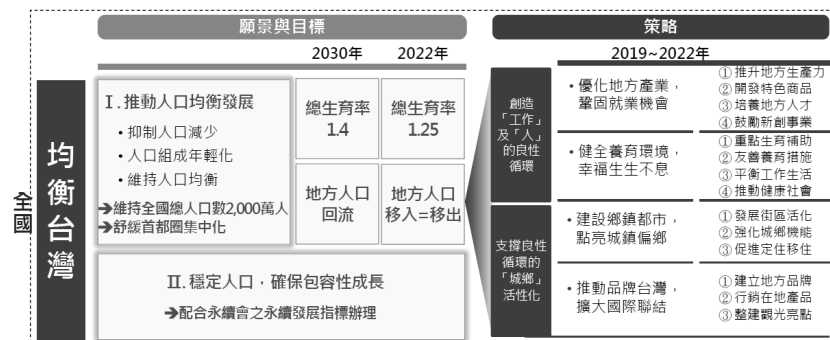 願景與目標
策略
2030年
2022年
2019~2022年
全國
均衡台灣
Ⅰ.推動人口均衡發展
• 抑制人口減少
• 人口組成年輕化
• 維持人口均衡
➔維持全國總人口數2,000萬人
➔舒緩首都圈集中化
總生育率
1.4
總生育率
1.25
地方人口
回流
地方人口
移入=移出
Ⅱ.穩定人口，確保包容性成長
➔配合永續會之永續發展指標辦理
創造
「工作」
及「人」
的良性
循環
• 優化地方產業，
鞏固就業機會
① 推升地方生產力
② 開發特色商品
③ 培養地方人才
④ 鼓勵新創事業
• 健全養育環境，
幸福生生不息
①重點生育補助
② 友善養育措施
③ 平衡工作生活
④ 推動健康社會
支撐良性
循環的
「城鄉」
活性化
• 建設鄉鎮都市，
點亮城鎮偏鄉
① 發展街區活化
② 強化城鄉機能
③ 促進定住移住
• 推動品牌台灣，
擴大國際聯結
① 建立地方品牌
② 行銷在地產品
③ 整建觀光亮點